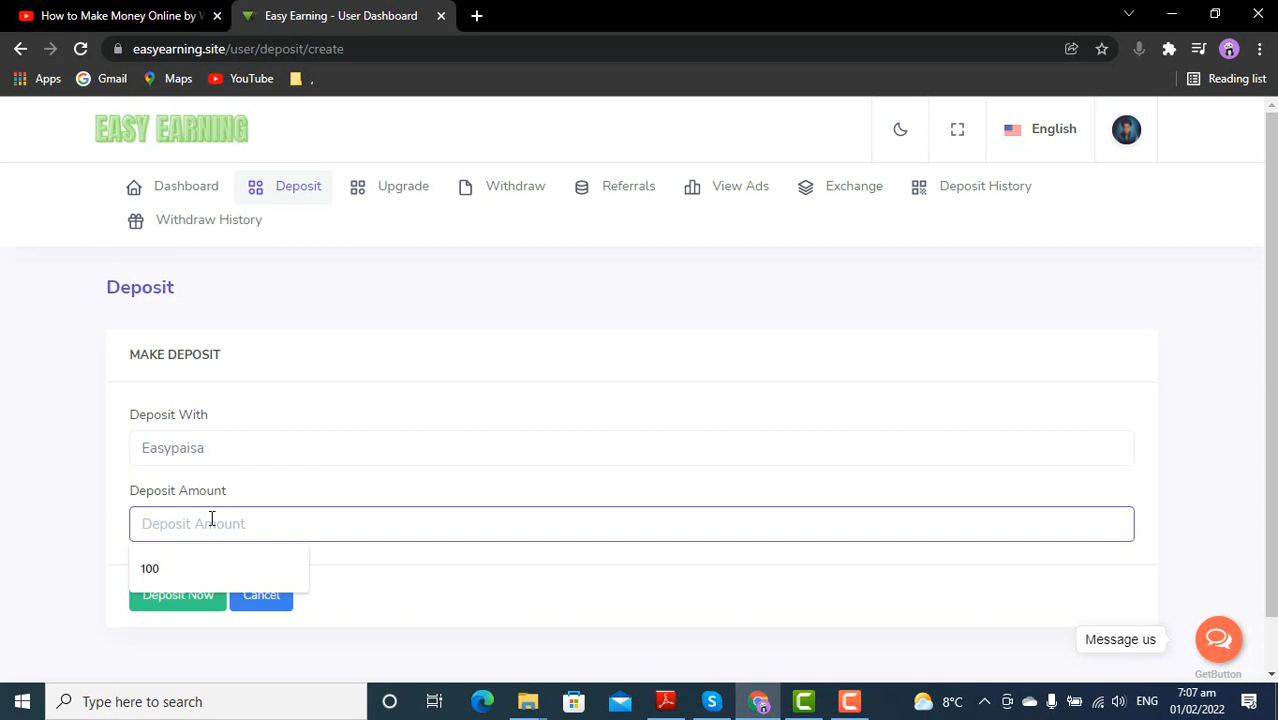 How to Make Money Online by
Easy Earning - User Dashboard
easyearning.site/user/deposit/create
Apps
Gmail
Maps
YouTube
,
Reading list
EASY EARNING
English
Dashboard
Deposit
Upgrade
Withdraw
Referrals
View Ads
Exchange
Deposit History
Withdraw History
Deposit
MAKE DEPOSIT
Deposit With
Easypaisa
Deposit Amount
Deposit Amount
100
Deposit Now
Cancel
Message us
GetButton
Type here to search
8°C
ENG
7:07 am
01/02/2022